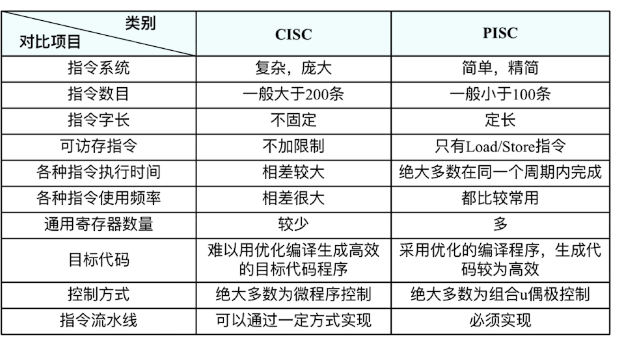 类别
对比项目 CISC PISC
指令系统 复杂，庞大 简单，精简
指令数目 一般大于200条 一般小于100条
指令字长 不固定 定长
可访存指令 不加限制 只有Load/Store指令
各种指令执行时间 相差较大 绝大多数在同一个周期内完成
各种指令使用频率 相差很大 都比较常用
通用寄存器数量 较少 多
目标代码 难以用优化编译生成高效的目标代码程序 采用优化的编译程序，生成代码较为高效
控制方式 绝大多数为微程序控制 绝大多数为组合u偶极控制
指令流水线 可以通过一定方式实现 必须实现